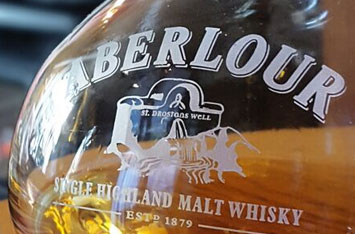 ABERLOUR
ST. DROSTANS WELL
SINGLE HIGHLAND MALT WHISKY
ESTD 1879